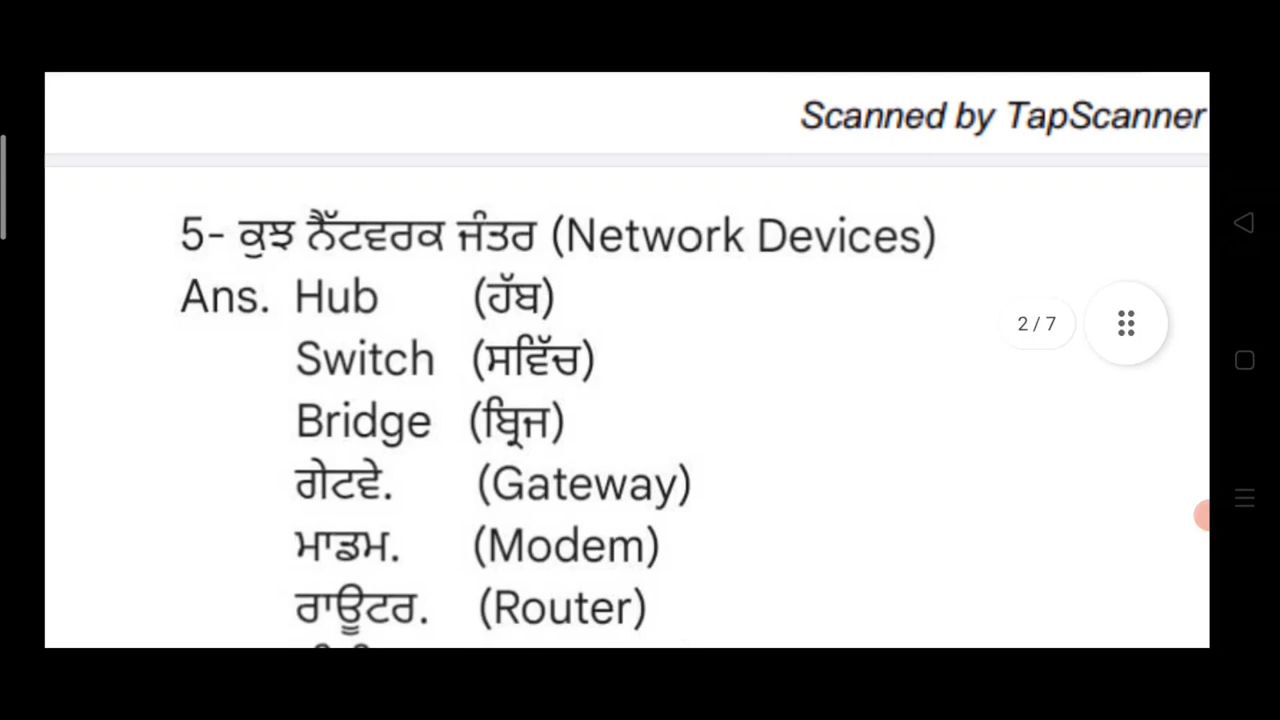 Scanned by TapScanner
5- ਕੁਝ ਨੈੱਟਵਰਕ ਜੰਤਰ (Network Devices)
Ans. Hub (ਹੱਬ)
2 / 7
Switch (ਸਵਿੱਚ)
Bridge (ਬ੍ਰਿਜ)
ਗੇਟਵੇ. (Gateway)
ਮਾਡਮ. (Modem)
ਰਾਊਟਰ. (Router)